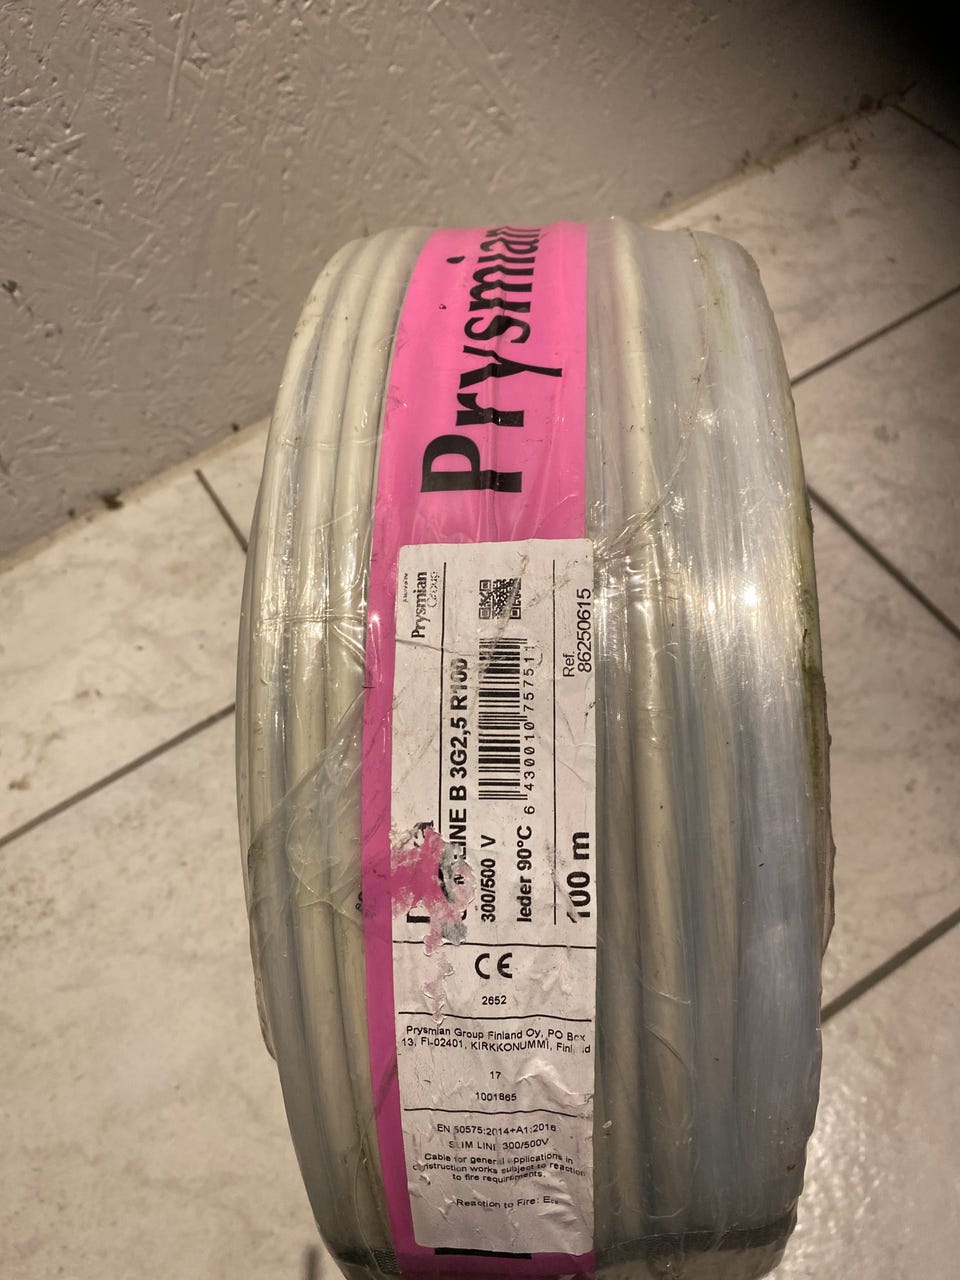 Prysmian
Prysmian
Group
LINE B 3G2,5 R100
300/500 V
leder 90°C
6 430010 757511
100 m
Ref.
86250615
CE
2652
Prysmian Group Finland Oy, PO Box
13, FI-02401, KIRKKONUMMI, Finland
17
1001865
EN 50575:2014+A1:2016
SLIM LINE 300/500V
Cable for general applications in
construction works subject to reaction
to fire requirements.
Reaction to Fire: Eca